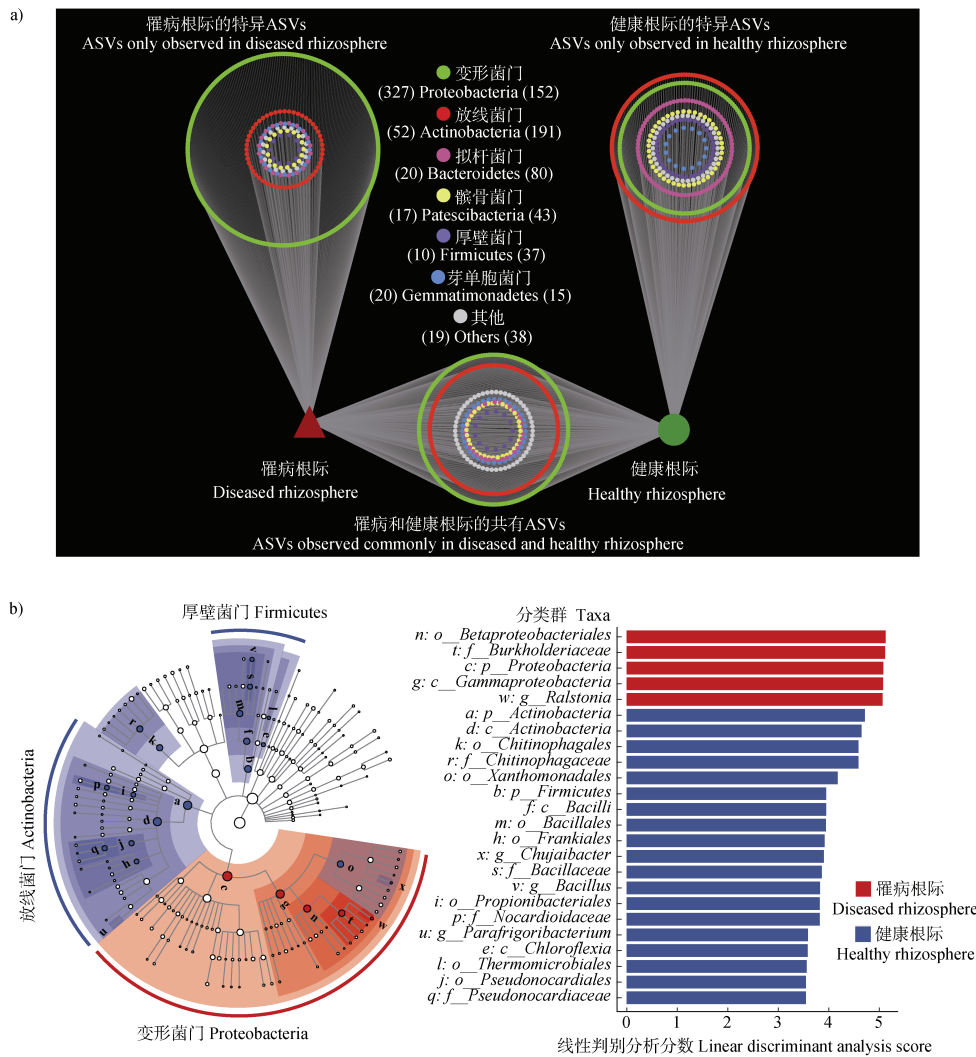 a)
罹病根际的特异ASVs
ASVs only observed in diseased rhizosphere
健康根际的特异ASVs
ASVs only observed in healthy rhizosphere
变形菌门
(327) Proteobacteria (152)
放线菌门
(52) Actinobacteria (191)
拟杆菌门
(20) Bacteroidetes (80)
髌骨菌门
(17) Patescibacteria (43)
厚壁菌门
(10) Firmicutes (37)
芽单胞菌门
(20) Gemmatimonadetes (15)
其他
(19) Others (38)
罹病根际
Diseased rhizosphere
健康根际
Healthy rhizosphere
罹病和健康根际的共有ASVs
ASVs observed commonly in diseased and healthy rhizosphere
b)
厚壁菌门 Firmicutes
放线菌门 Actinobacteria
变形菌门 Proteobacteria
v
s
m
l
f
e
b
r
k
a
p
i
d
q
j
h
u
c
g
n
t
o
x
w
分类群 Taxa
n: o__Betaproteobacteriales
t: f__Burkholderiaceae
c: p__Proteobacteria
g: c__Gammaproteobacteria
w: g__Ralstonia
a: p__Actinobacteria
d: c__Actinobacteria
k: o__Chitinophagales
r: f__Chitinophagaceae
o: o__Xanthomonadales
b: p__Firmicutes
f: c__Bacilli
m: o__Bacillales
h: o__Frankiales
x: g__Chujaibacter
s: f__Bacillaceae
v: g__Bacillus
i: o__Propionibacteriales
p: f__Nocardioidaceae
u: g__Parafrigoribacterium
e: c__Chloroflexia
l: o__Thermomicrobiales
j: o__Pseudonocardiales
q: f__Pseudonocardiaceae
罹病根际
Diseased rhizosphere
健康根际
Healthy rhizosphere
0 1 2 3 4 5
线性判别分析分数 Linear discriminant analysis score